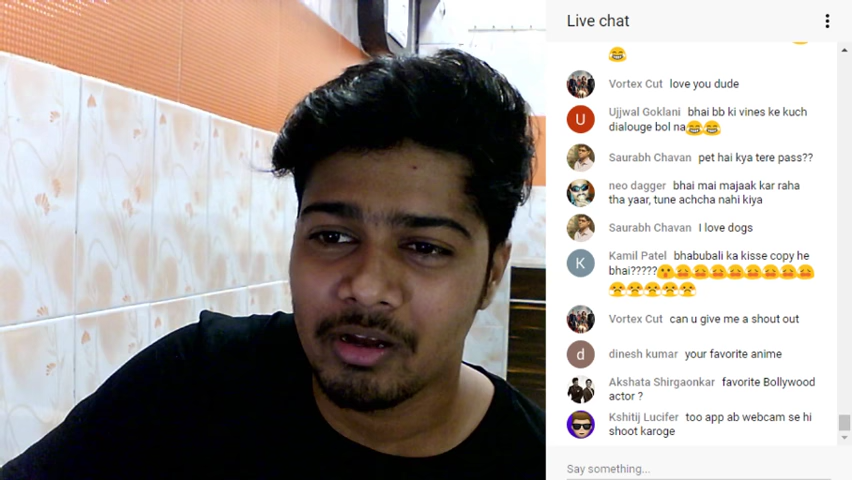 Live chat
Vortex Cut love you dude
Ujjwal Goklani bhai bb ki vines ke kuch
dialouge bol na😂😂
Saurabh Chavan pet hai kya tere pass??
neo dagger bhai mai majaak kar raha
tha yaar, tune achcha nahi kiya
Saurabh Chavan I love dogs
Kamil Patel bhabubali ka kisse copy he
bhai?????
Vortex Cut can u give me a shout out
dinesh kumar your favorite anime
Akshata Shirgaonkar favorite Bollywood
actor ?
Kshitij Lucifer too app ab webcam se hi
shoot karoge
Say something...
U
K
d